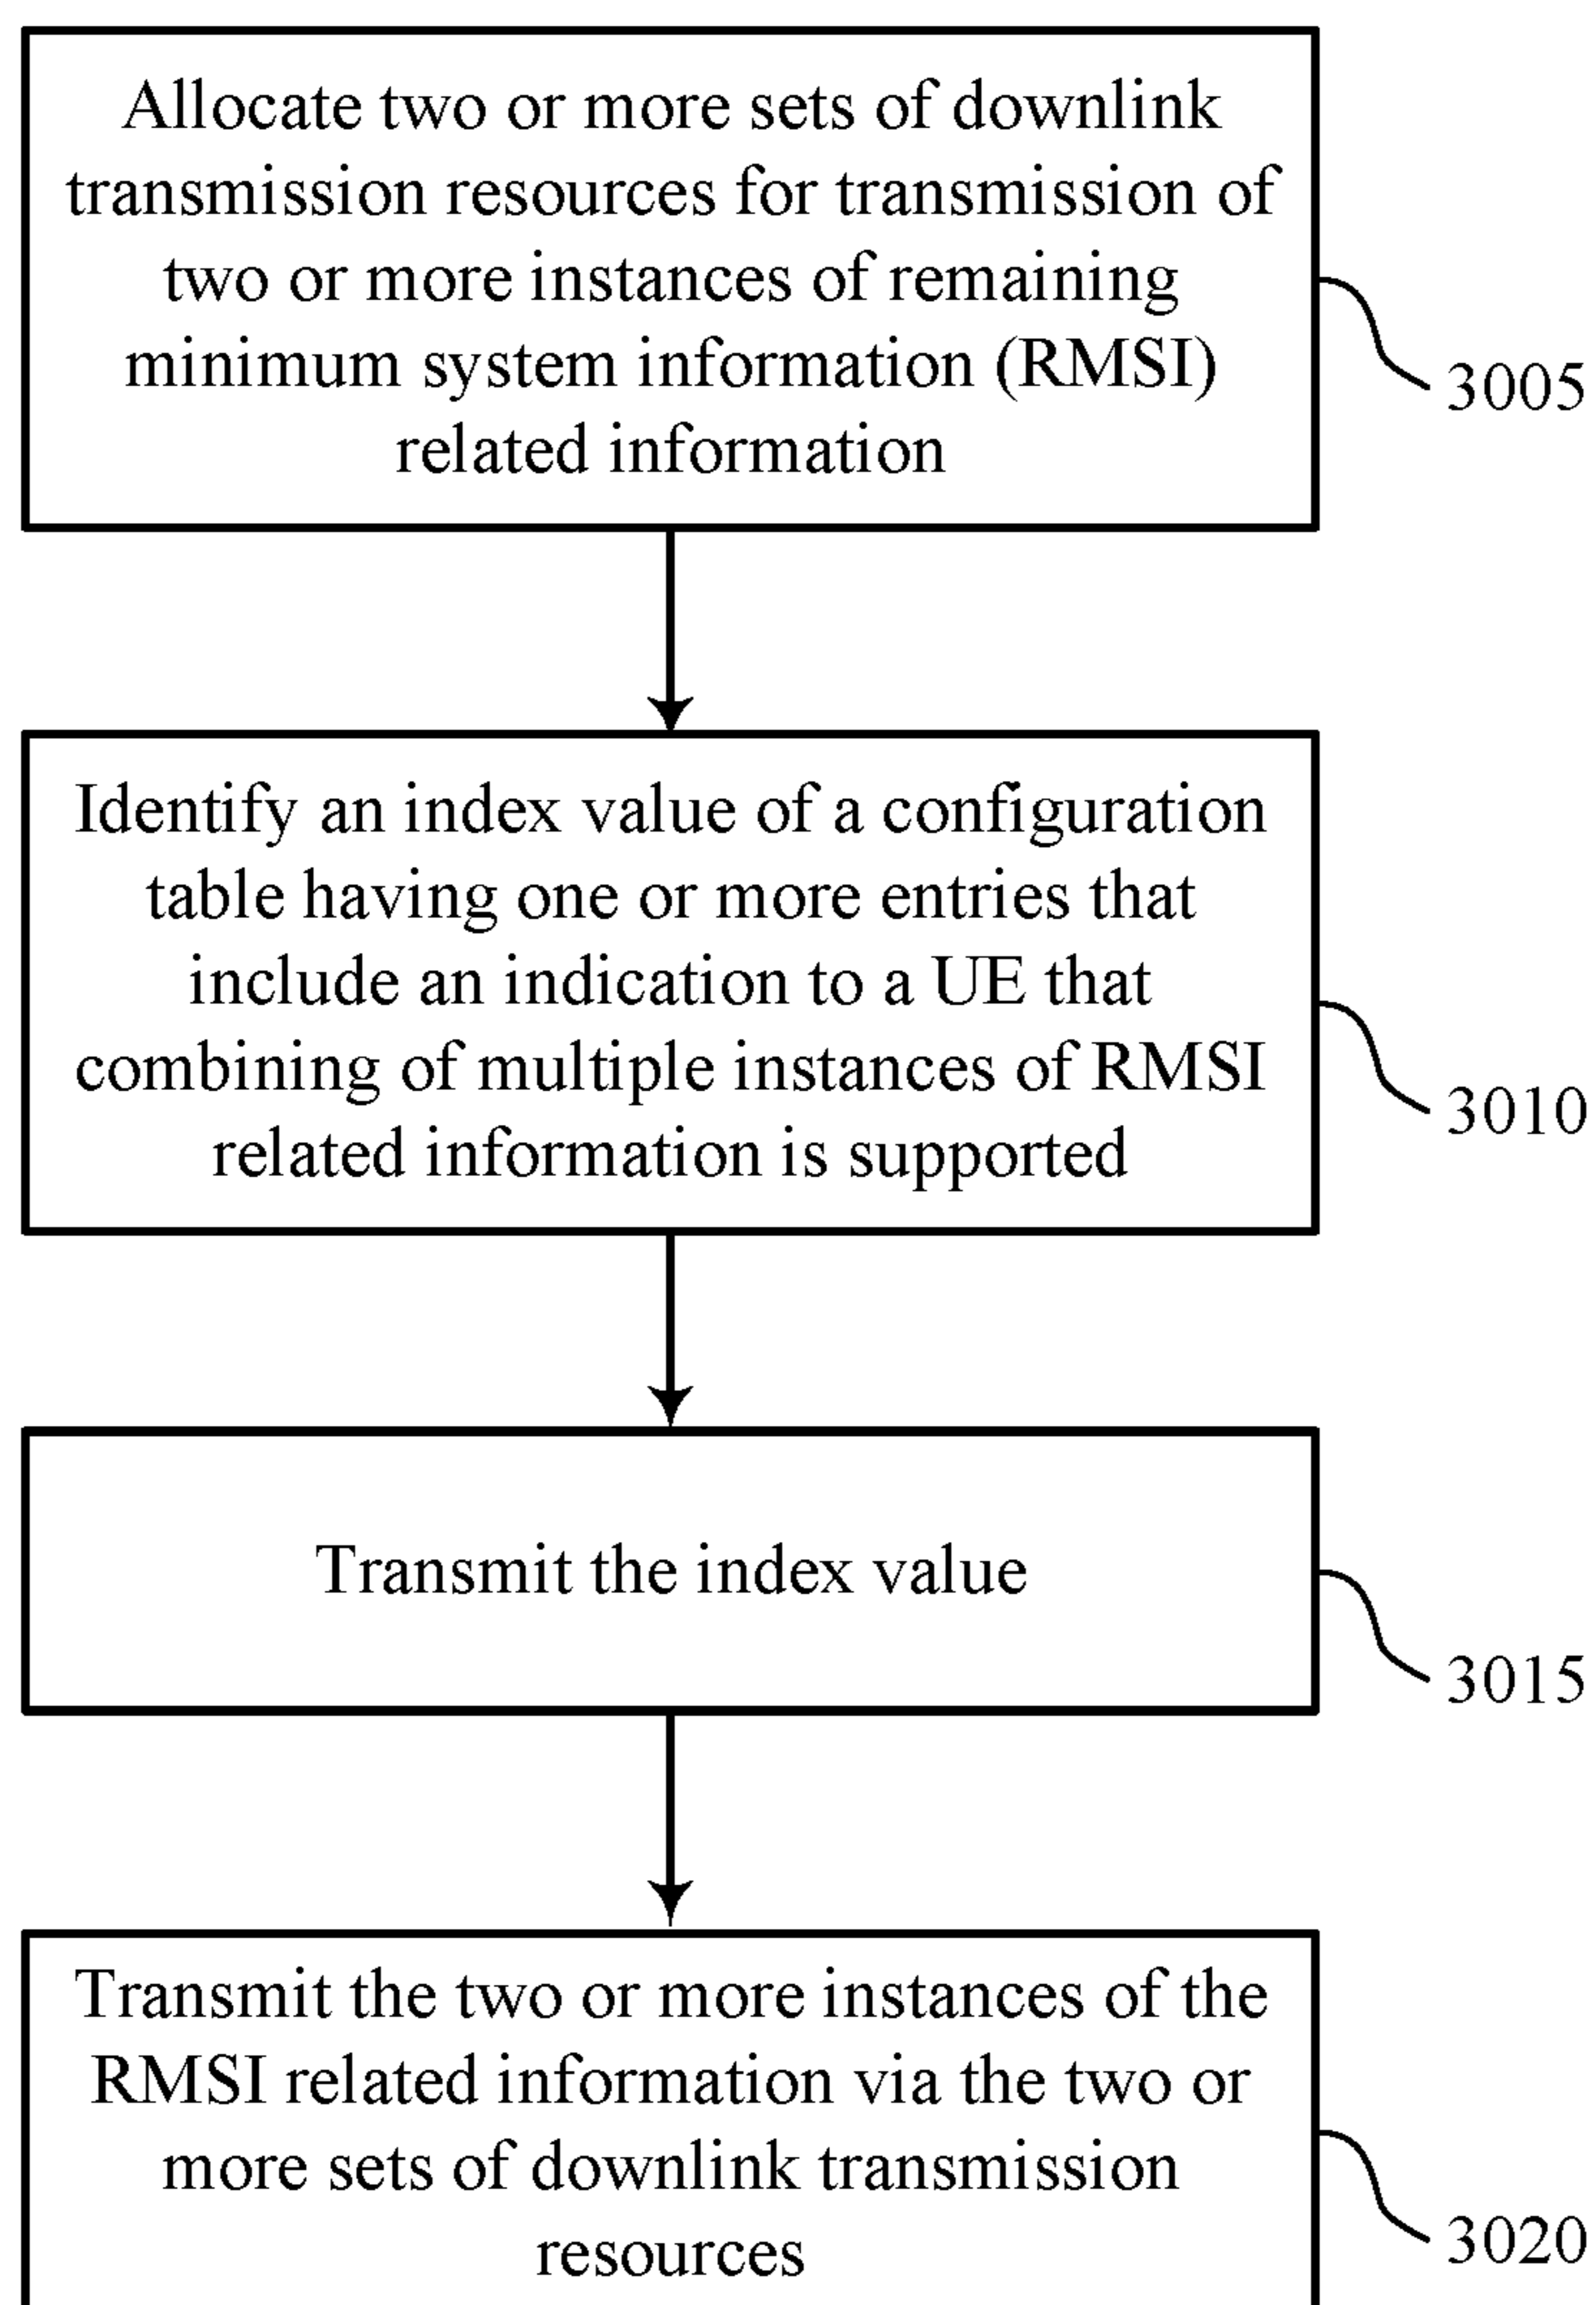 Allocate two or more sets of downlink
transmission resources for transmission of
two or more instances of remaining
minimum system information (RMSI)
related information
3005
Identify an index value of a configuration
table having one or more entries that
include an indication to a UE that
combining of multiple instances of RMSI
related information is supported
3010
Transmit the index value
3015
Transmit the two or more instances of the
RMSI related information via the two or
more sets of downlink transmission
resources
3020